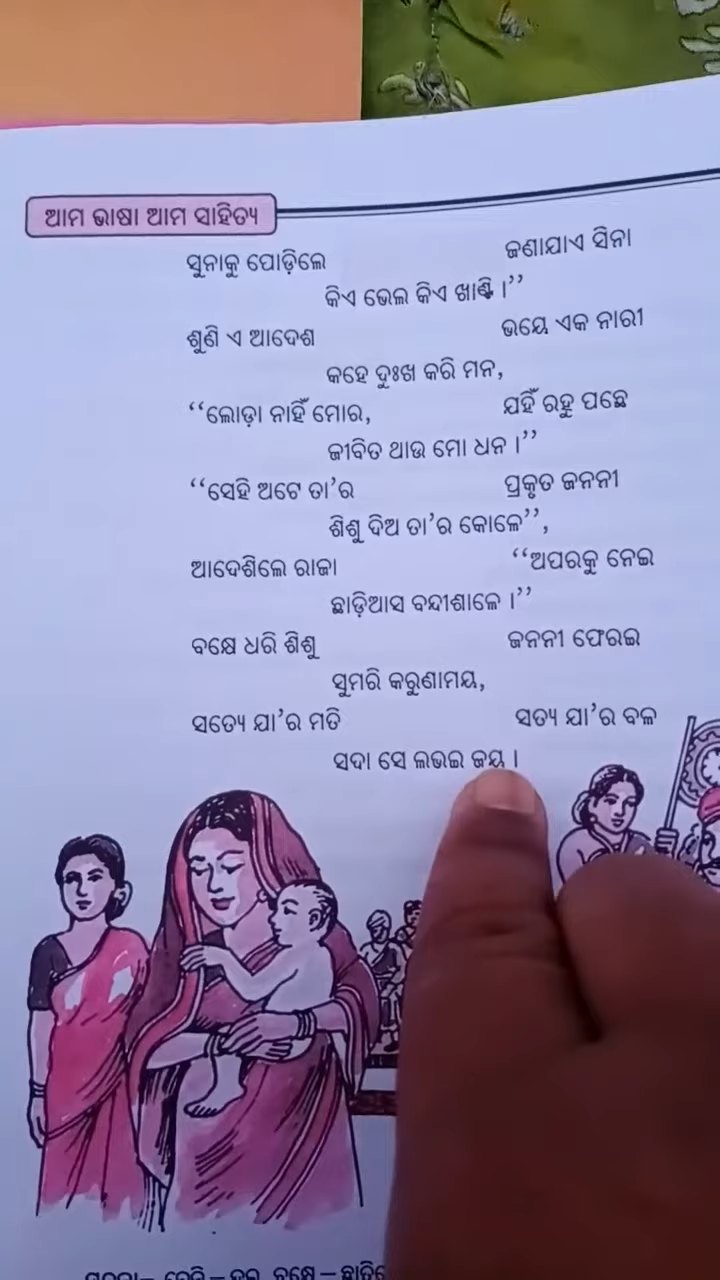 ଆମ ଭାଷା ଆମ ସାହିତ୍ୟ
ସୁନାକୁ ପୋଡ଼ିଲେ ଜଣାଯାଏ ସିନା
କିଏ ଭେଲ କିଏ ଖାଣ୍ଟି ।’’
ଶୁଣି ଏ ଆଦେଶ ଭୟେ ଏକ ନାରୀ
କହେ ଦୁଃଖ କରି ମନ,
‘‘ଲୋଡ଼ା ନାହିଁ ମୋର, ଯହିଁ ରହୁ ପଛେ
ଜୀବିତ ଥାଉ ମୋ ଧନ ।’’
‘‘ସେହି ଅଟେ ତା’ର ପ୍ରକୃତ ଜନନୀ
ଶିଶୁ ଦିଅ ତା’ର କୋଳେ’’,
ଆଦେଶିଲେ ରାଜା ‘‘ଅପରକୁ ନେଇ
ଛାଡ଼ିଆସ ବନ୍ଦୀଶାଳେ ।’’
ବକ୍ଷେ ଧରି ଶିଶୁ ଜନନୀ ଫେରଇ
ସୁମରି କରୁଣାମୟ,
ସତ୍ୟେ ଯା’ର ମତି ସତ୍ୟ ଯା’ର ବଳ
ସଦା ସେ ଲଭଇ ଜୟ ।